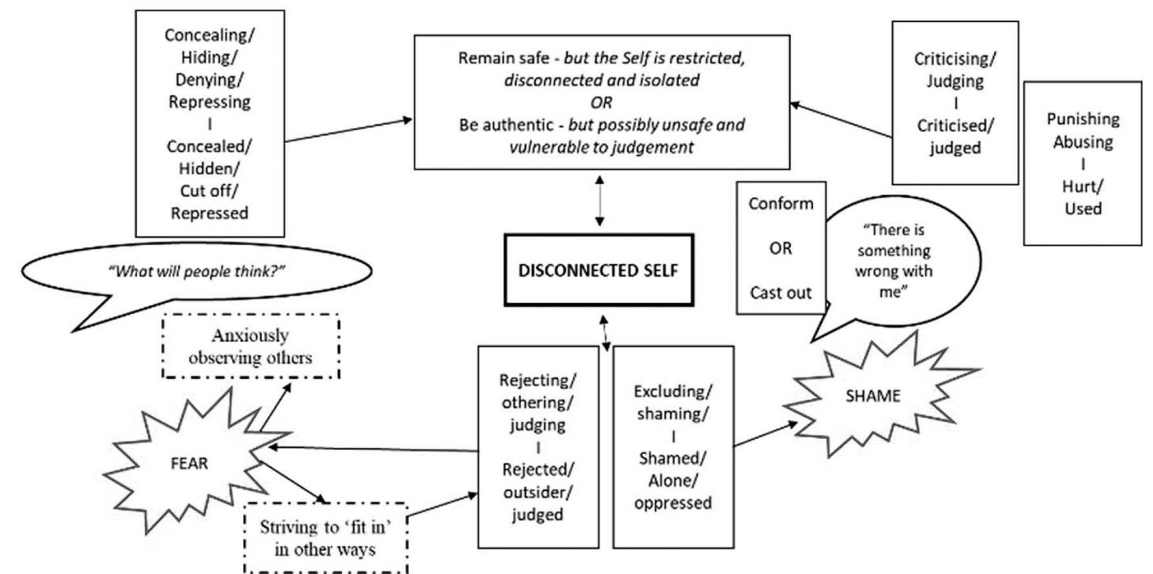 Concealing/
Hiding/
Denying/
Repressing
I
Concealed/
Hidden/
Cut off/
Repressed
Remain safe - but the Self is restricted,
disconnected and isolated
OR
Be authentic - but possibly unsafe and
vulnerable to judgement
Criticising/
Judging
I
Criticised/
judged
Punishing
Abusing
I
Hurt/
Used
Conform
OR
Cast out
“There is
something
wrong with
me”
“What will people think?”
DISCONNECTED SELF
Anxiously
observing others
FEAR
Striving to ‘fit in’
in other ways
Rejecting/
othering/
judging
I
Rejected/
outsider/
judged
Excluding/
shaming/
I
Shamed/
Alone/
oppressed
SHAME